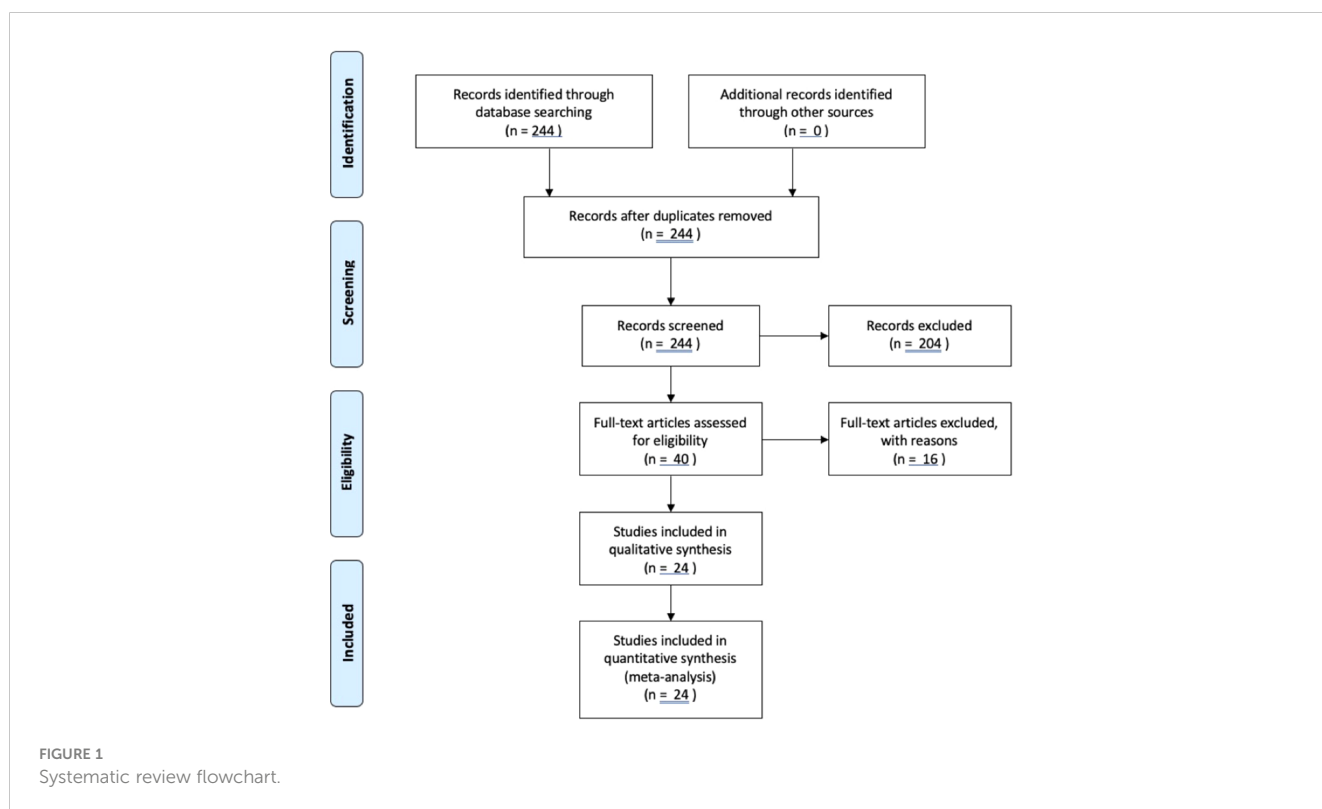 Identification
Records identified through
database searching
(n = 244)
Additional records identified
through other sources
(n = 0 )
Records after duplicates removed
(n = 244 )
Screening
Records screened
(n = 244 )
Records excluded
(n = 204 )
Eligibility
Full-text articles assessed
for eligibility
(n = 40 )
Full-text articles excluded,
with reasons
(n = 16 )
Studies included in
qualitative synthesis
(n = 24 )
Included
Studies included in
quantitative synthesis
(meta-analysis)
(n = 24 )
FIGURE 1
Systematic review flowchart.